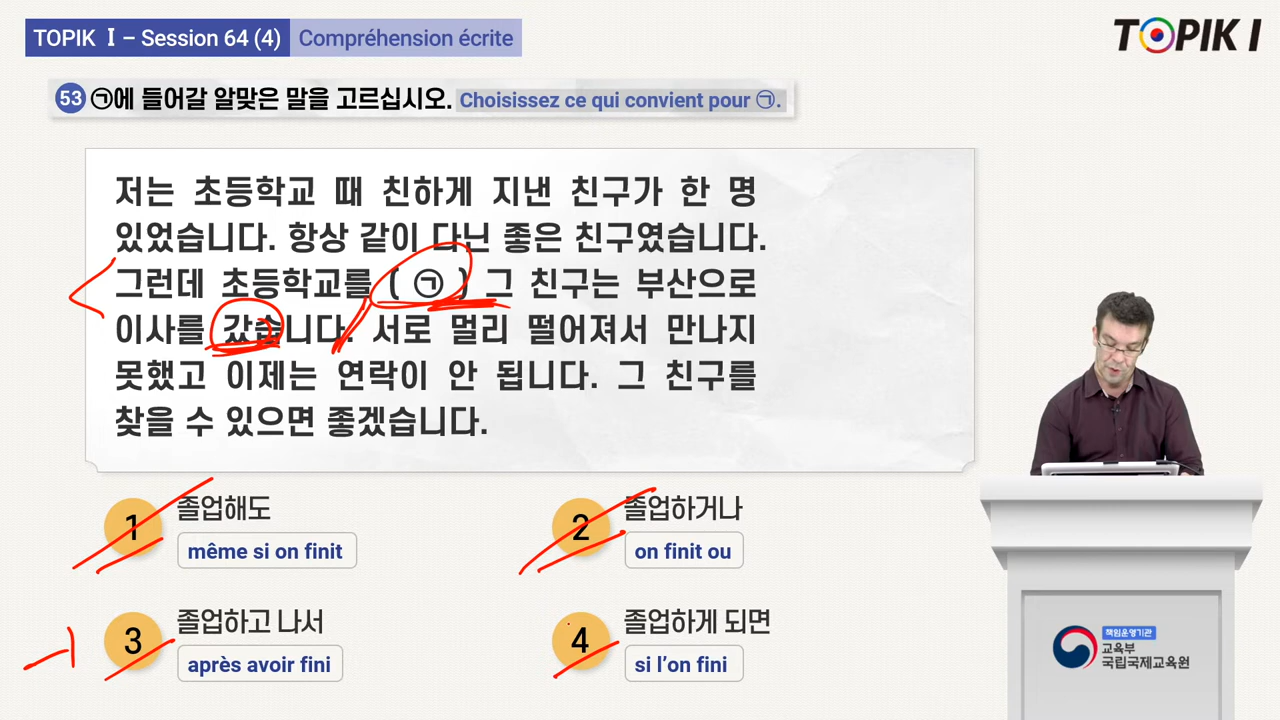 TOPIK Ⅰ – Session 64 (4) Compréhension écrite
TOPIK I
53 ㉠에 들어갈 알맞은 말을 고르십시오. Choisissez ce qui convient pour ㉠.
저는 초등학교 때 친하게 지낸 친구가 한 명
있었습니다. 항상 같이 다닌 좋은 친구였습니다.
그런데 초등학교를 ( ㉠ ) 그 친구는 부산으로
이사를 갔습니다. 서로 멀리 떨어져서 만나지
못했고 이제는 연락이 안 됩니다. 그 친구를
찾을 수 있으면 좋겠습니다.
1 졸업해도
même si on finit
2 졸업하거나
on finit ou
3 졸업하고 나서
après avoir fini
4 졸업하게 되면
si l’on fini
책임운영기관
교육부
국립국제교육원